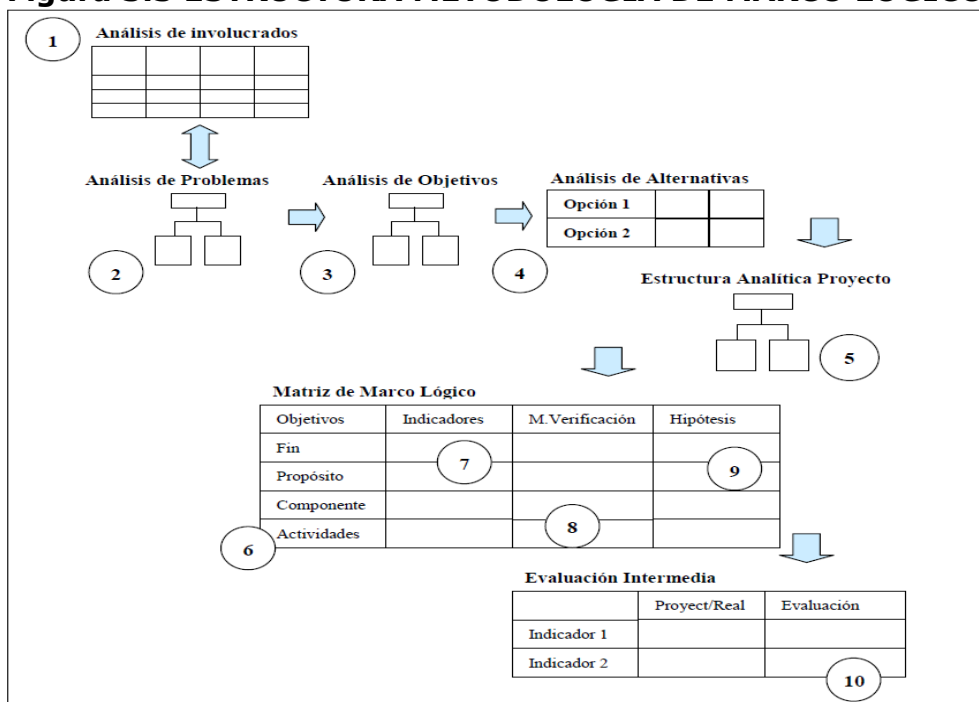 1
Análisis de involucrados
Análisis de Problemas
Análisis de Objetivos
Análisis de Alternativas
Opción 1
Opción 2
2
3
4
Estructura Analítica Proyecto
5
Matriz de Marco Lógico
Objetivos Indicadores M.Verificación Hipótesis
Fin
7
9
Propósito
Componente
8
Actividades
6
Evaluación Intermedia
Proyect/Real Evaluación
Indicador 1
Indicador 2
10